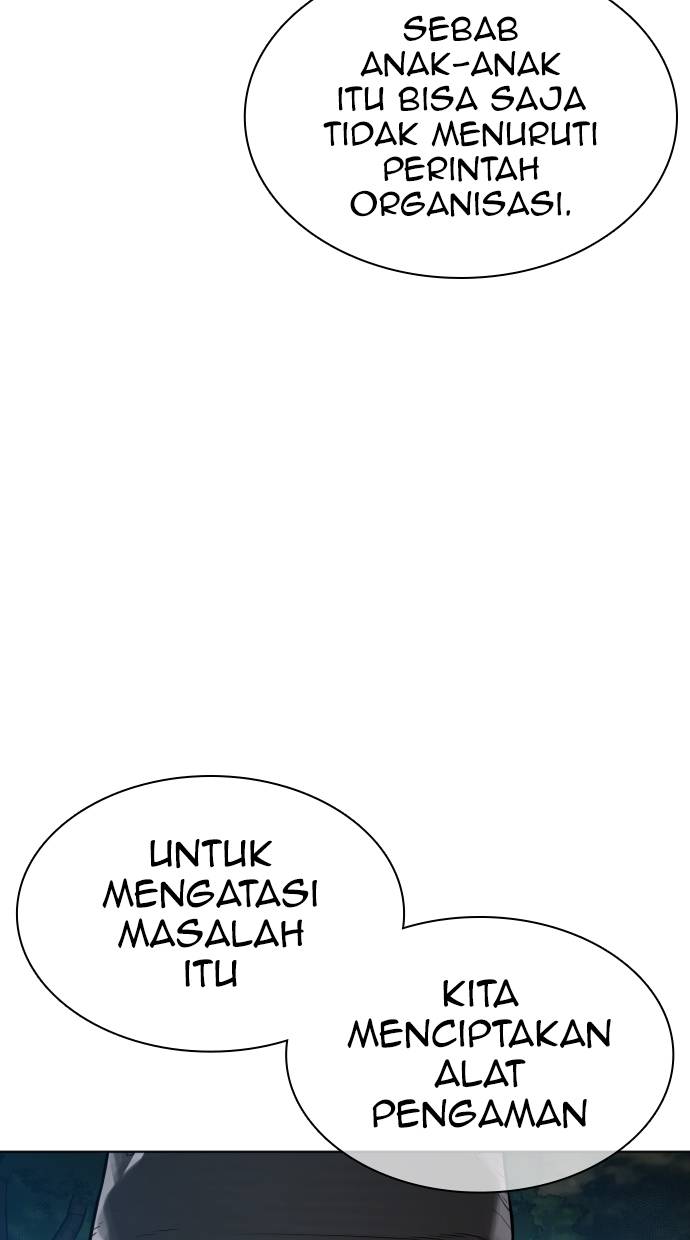 SEBAB
ANAK-ANAK
ITU BISA SAJA
TIDAK MENURUTI
PERINTAH
ORGANISASI.
UNTUK
MENGATASI
MASALAH
ITU
KITA
MENCIPTAKAN
ALAT
PENGAMAN